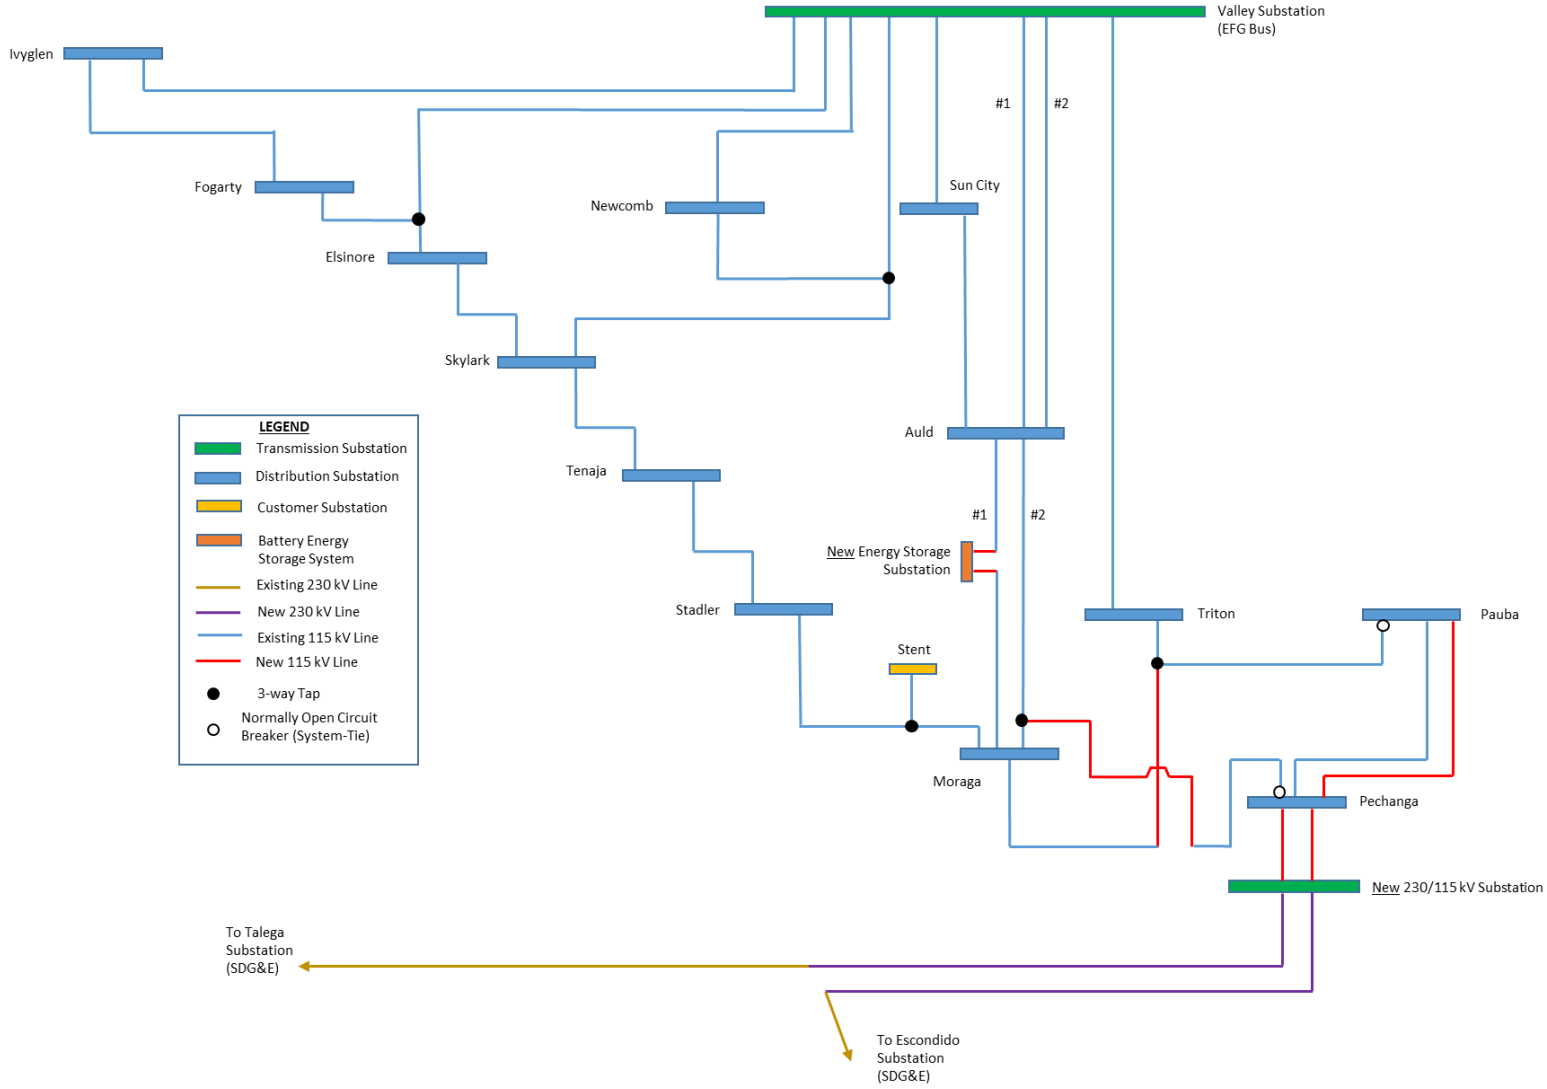 Valley Substation
(EFG Bus)
Ivyglen
#1
#2
Fogarty
Sun City
Newcomb
Elsinore
Skylark
LEGEND
Transmission Substation
Distribution Substation
Customer Substation
Battery Energy
Storage System
Existing 230 kV Line
New 230 kV Line
Existing 115 kV Line
New 115 kV Line
3-way Tap
Normally Open Circuit
Breaker (System-Tie)
Auld
Tenaja
#1
#2
New Energy Storage
Substation
Stadler
Triton
Pauba
Stent
Moraga
Pechanga
New 230/115 kV Substation
To Talega
Substation
(SDG&E)
To Escondido
Substation
(SDG&E)